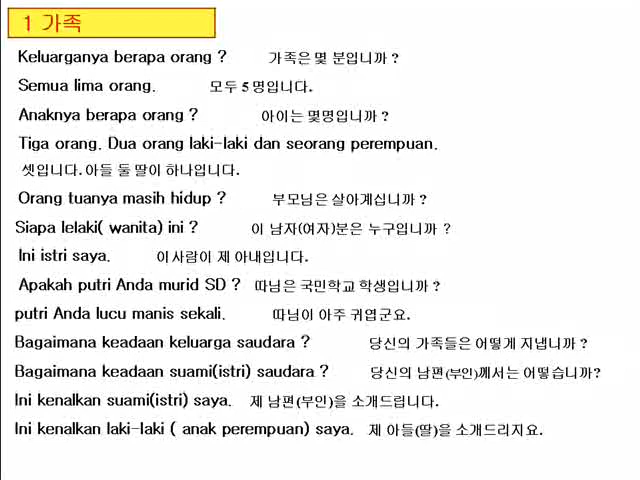 1 가족
Keluarganya berapa orang ? 가족은 몇 분입니까 ?
Semua lima orang. 모두 5 명입니다.
Anaknya berapa orang ? 아이는 몇명입니까 ?
Tiga orang. Dua orang laki-laki dan seorang perempuan.
셋입니다. 아들 둘 딸이 하나입니다.
Orang tuanya masih hidup ? 부모님은 살아계십니까 ?
Siapa lelaki( wanita) ini ? 이 남자(여자)분은 누구입니까 ?
Ini istri saya. 이사람이 제 아내입니다.
Apakah putri Anda murid SD ? 따님은 국민학교 학생입니까 ?
putri Anda lucu manis sekali. 따님이 아주 귀엽군요.
Bagaimana keadaan keluarga saudara ? 당신의 가족들은 어떻게 지냅니까 ?
Bagaimana keadaan suami(istri) saudara ? 당신의 남편(부인)께서는 어떻습니까?
Ini kenalkan suami(istri) saya. 제 남편(부인)을 소개드립니다.
Ini kenalkan laki-laki ( anak perempuan) saya. 제 아들(딸)을 소개드리지요.